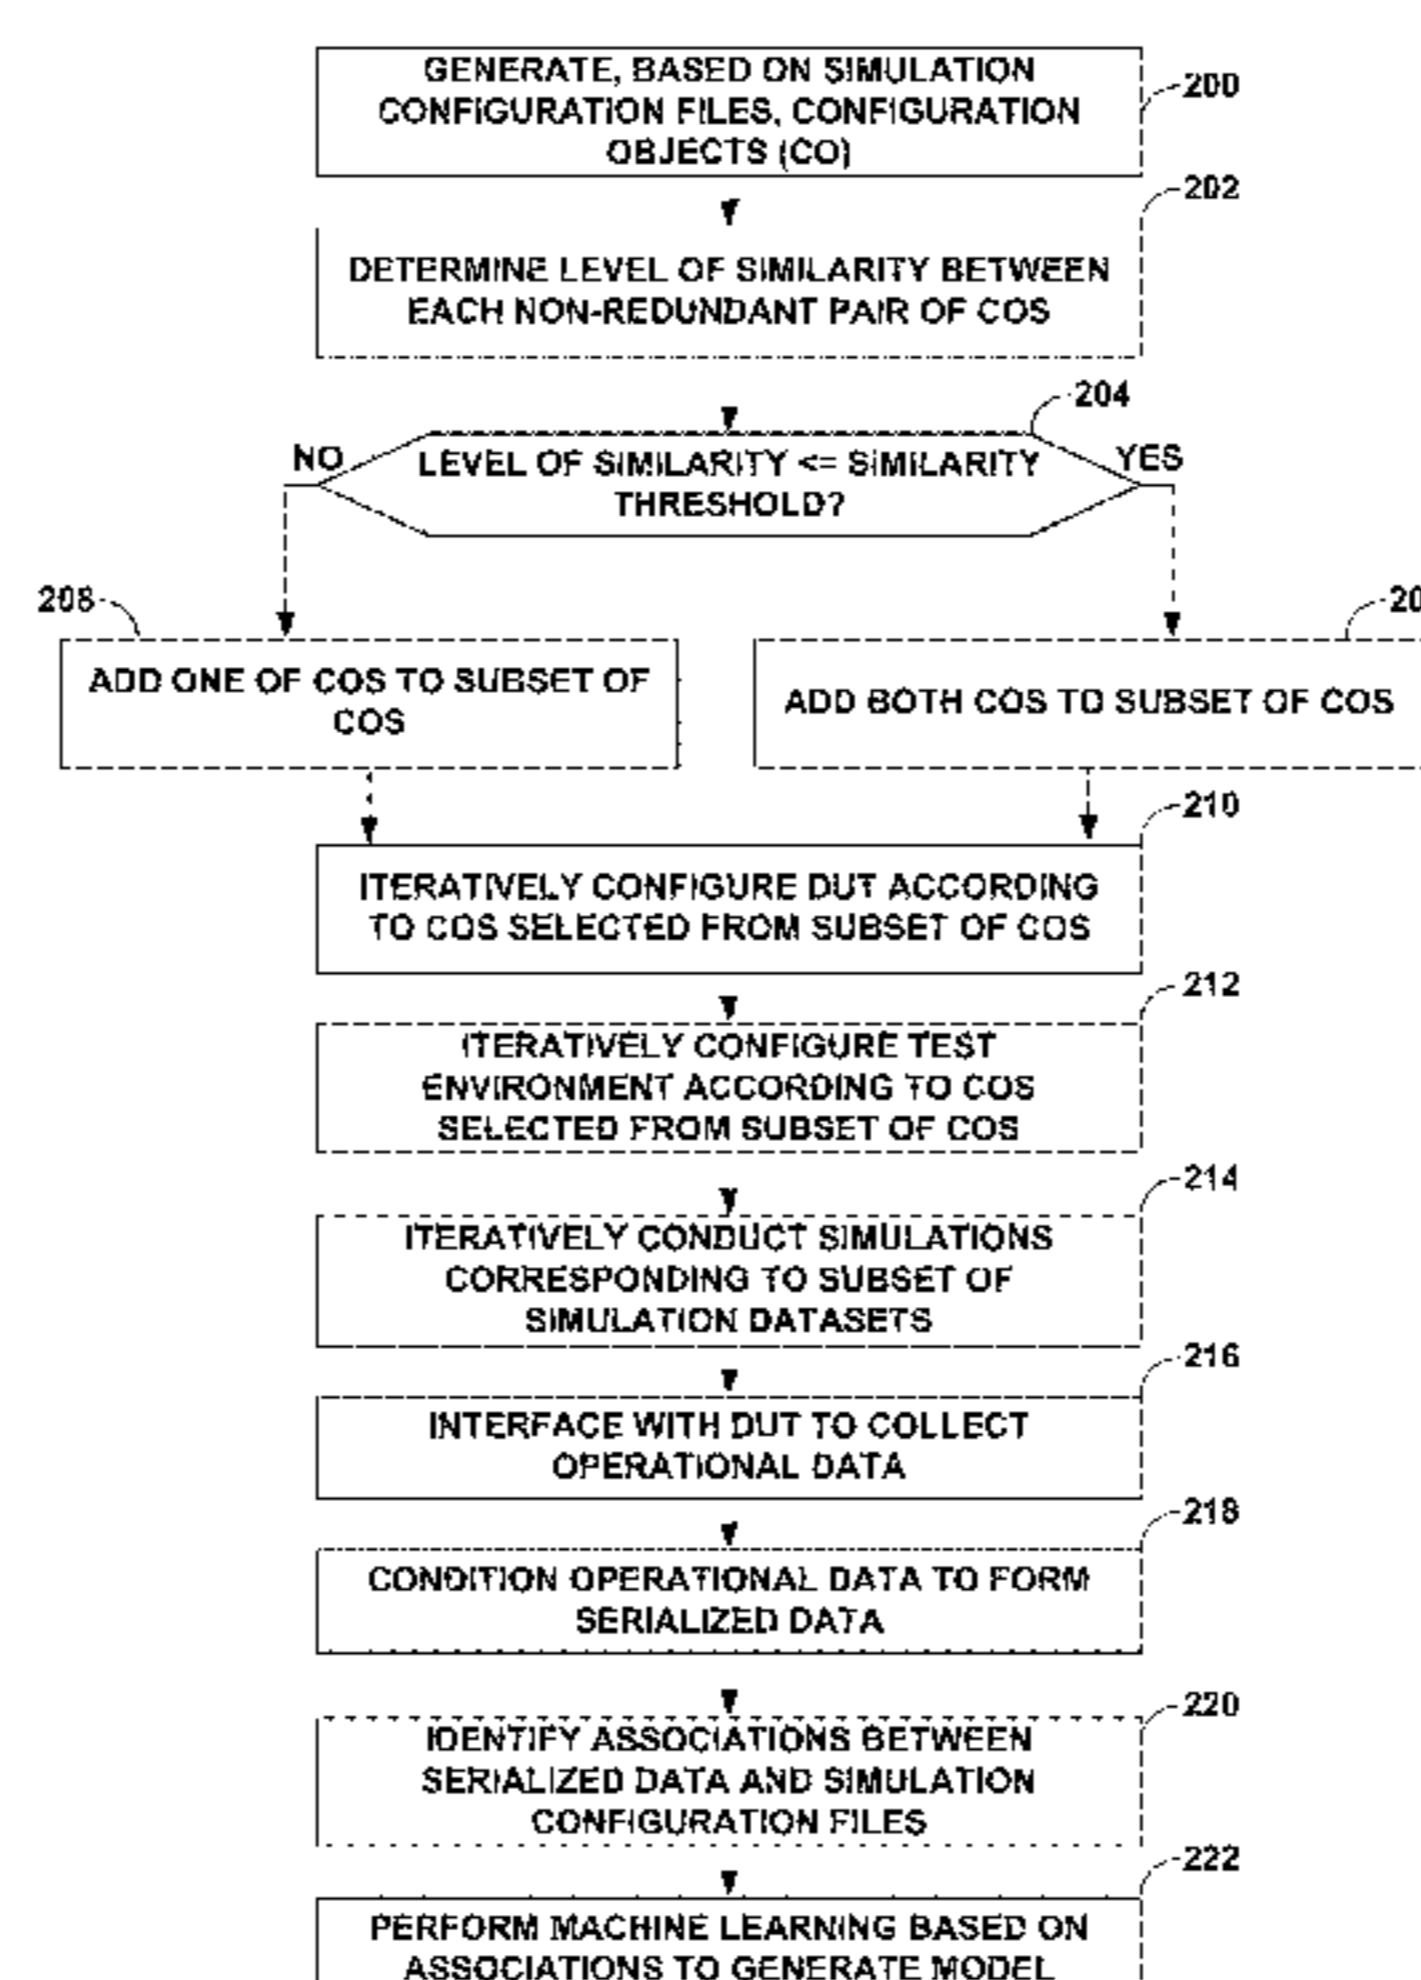 GENERATE, BASED ON SIMULATION
CONFIGURATION FILES, CONFIGURATION
OBJECTS (CO)
200
202
DETERMINE LEVEL OF SIMILARITY BETWEEN
EACH NON-REDUNDANT PAIR OF COS
204
NO
LEVEL OF SIMILARITY <= SIMILARITY
THRESHOLD?
YES
208
20
ADD ONE OF COS TO SUBSET OF
COS
ADD BOTH COS TO SUBSET OF COS
210
ITERATIVELY CONFIGURE DUT ACCORDING
TO COS SELECTED FROM SUBSET OF COS
212
ITERATIVELY CONFIGURE TEST
ENVIRONMENT ACCORDING TO COS
SELECTED FROM SUBSET OF COS
214
ITERATIVELY CONDUCT SIMULATIONS
CORRESPONDING TO SUBSET OF
SIMULATION DATASETS
216
INTERFACE WITH DUT TO COLLECT
OPERATIONAL DATA
218
CONDITION OPERATIONAL DATA TO FORM
SERIALIZED DATA
220
IDENTIFY ASSOCIATIONS BETWEEN
SERIALIZED DATA AND SIMULATION
CONFIGURATION FILES
222
PERFORM MACHINE LEARNING BASED ON
ASSOCIATIONS TO GENERATE MODEL